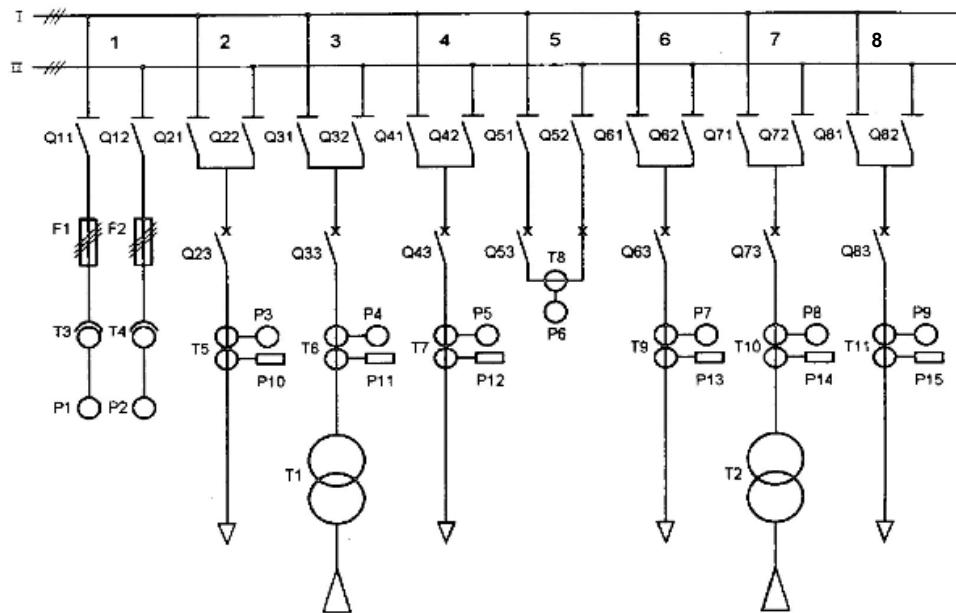 I
1 2 3 4 5 6 7 8
II
Q11 Q12 Q21 Q22 Q31 Q32 Q41 Q42 Q51 Q52 Q61 Q62 Q71 Q72 Q81 Q82
F1 F2
Q23 Q33 Q43 Q53 T8 Q63 Q73 Q83
T3 T4 P3 P4 P5 P6 P7 P8 P9
T5 T6 T7 T9 T10 T11
P10 P11 P12 P13 P14 P15
P1 P2
T1 T2